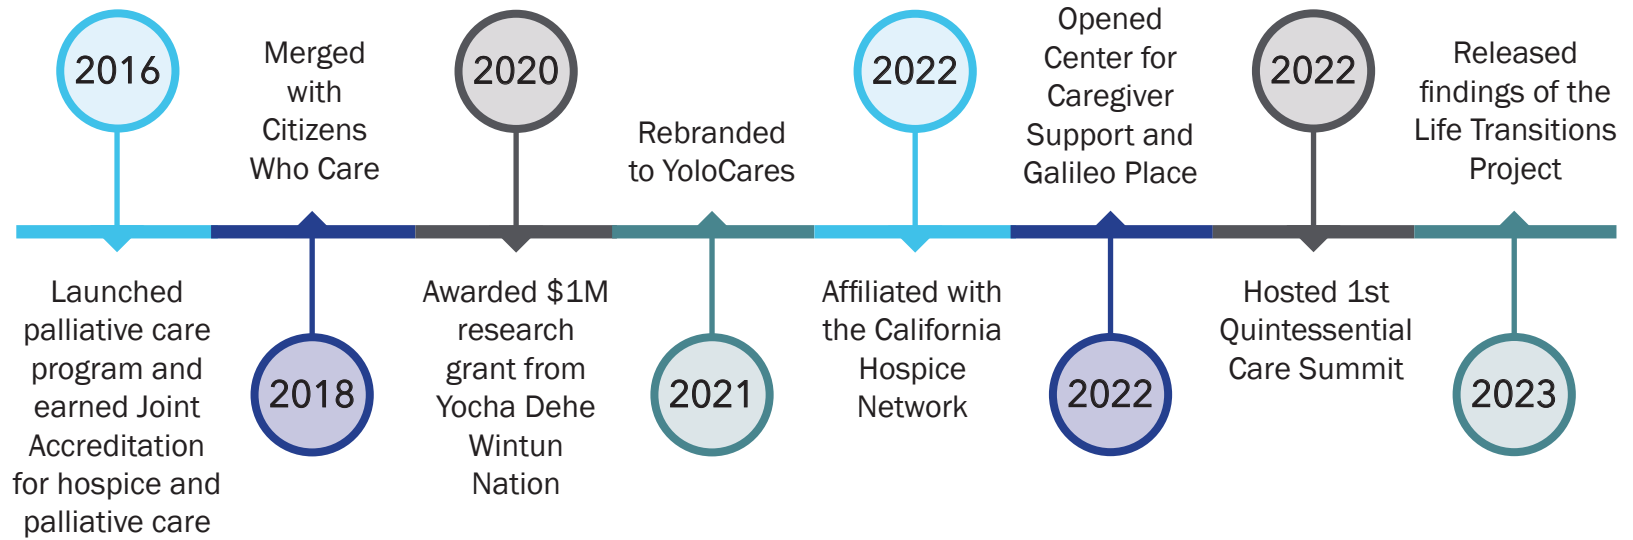 2016
Launched
palliative care
program and
earned Joint
Accreditation
for hospice and
palliative care
Merged
with
Citizens
Who Care
2018
2020
Awarded $1M
research
grant from
Yocha Dehe
Wintun
Nation
Rebranded
to YoloCares
2021
2022
Affiliated with
the California
Hospice
Network
Opened
Center for
Caregiver
Support and
Galileo Place
2022
2022
Hosted 1st
Quintessential
Care Summit
Released
findings of the
Life Transitions
Project
2023